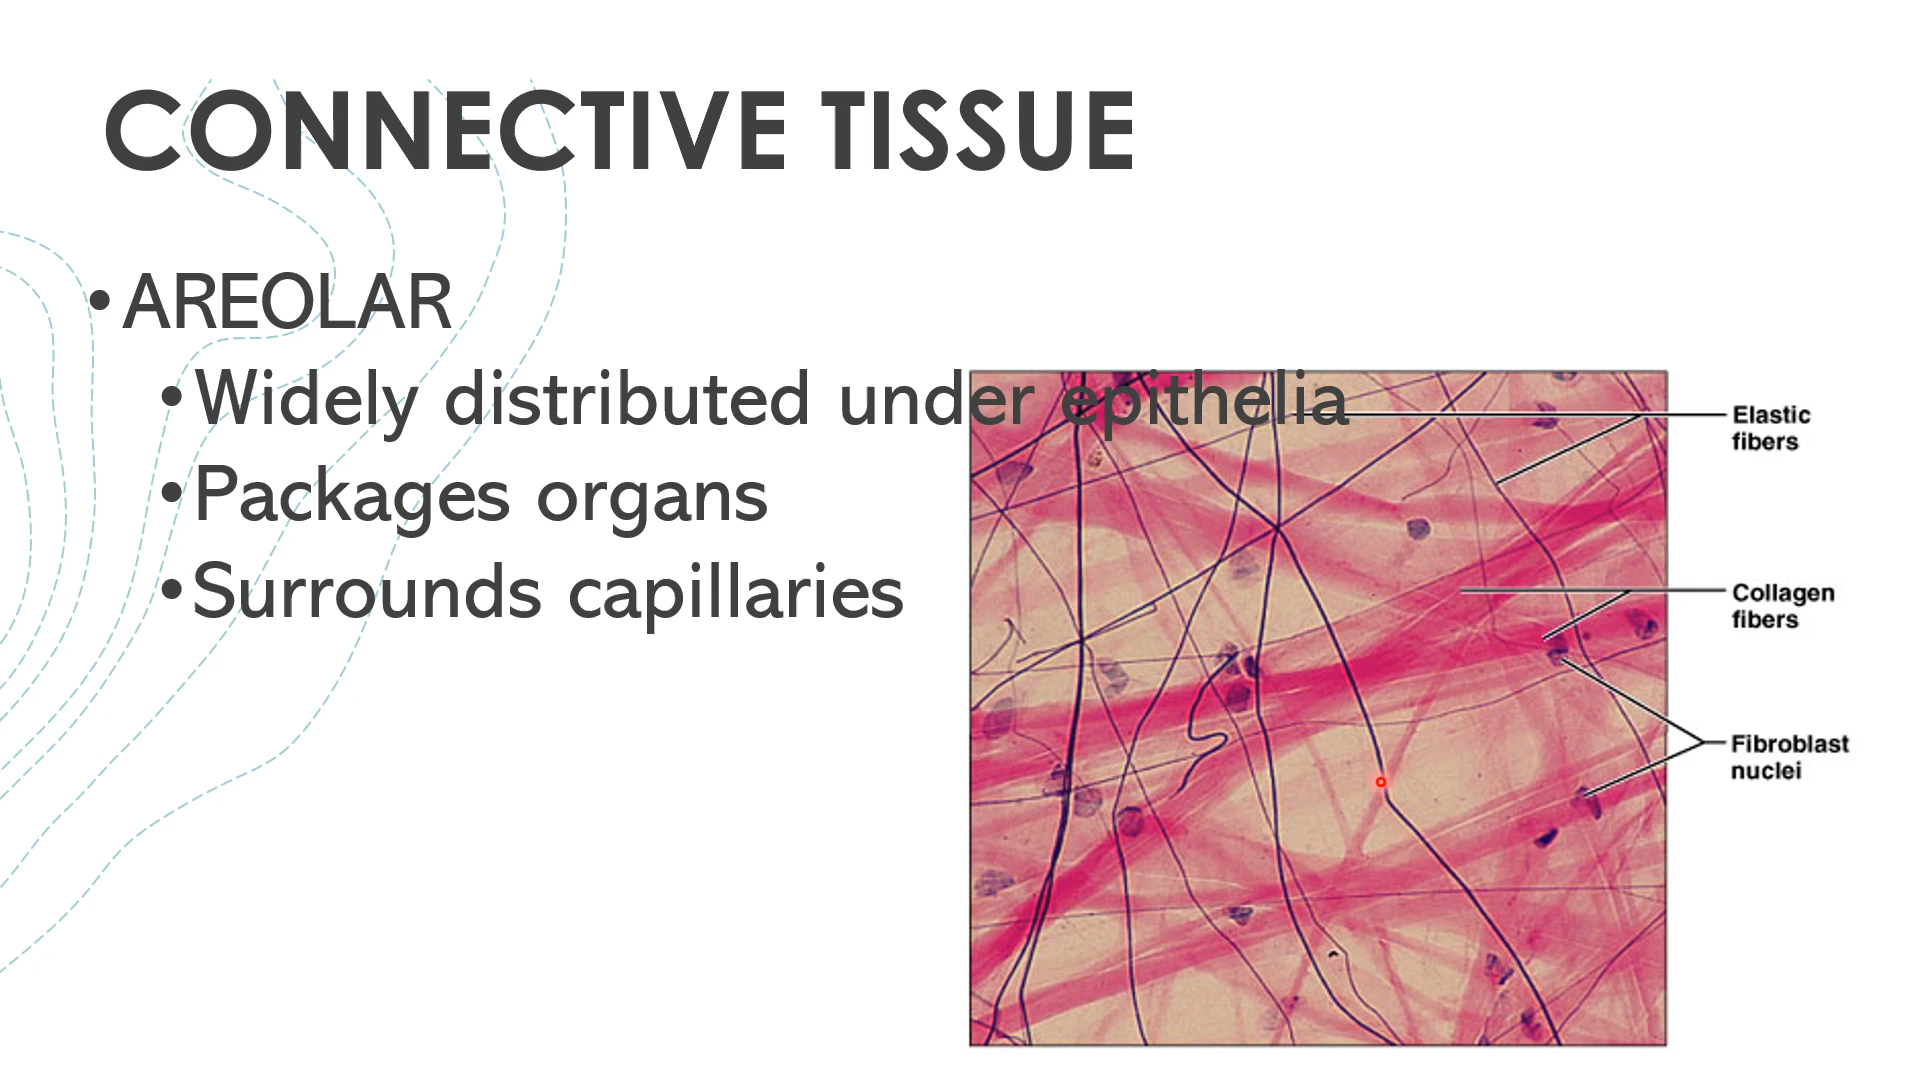 CONNECTIVE TISSUE
•AREOLAR
•Widely distributed under epithelia
•Packages organs
•Surrounds capillaries
Elastic
fibers
Collagen
fibers
Fibroblast
nuclei